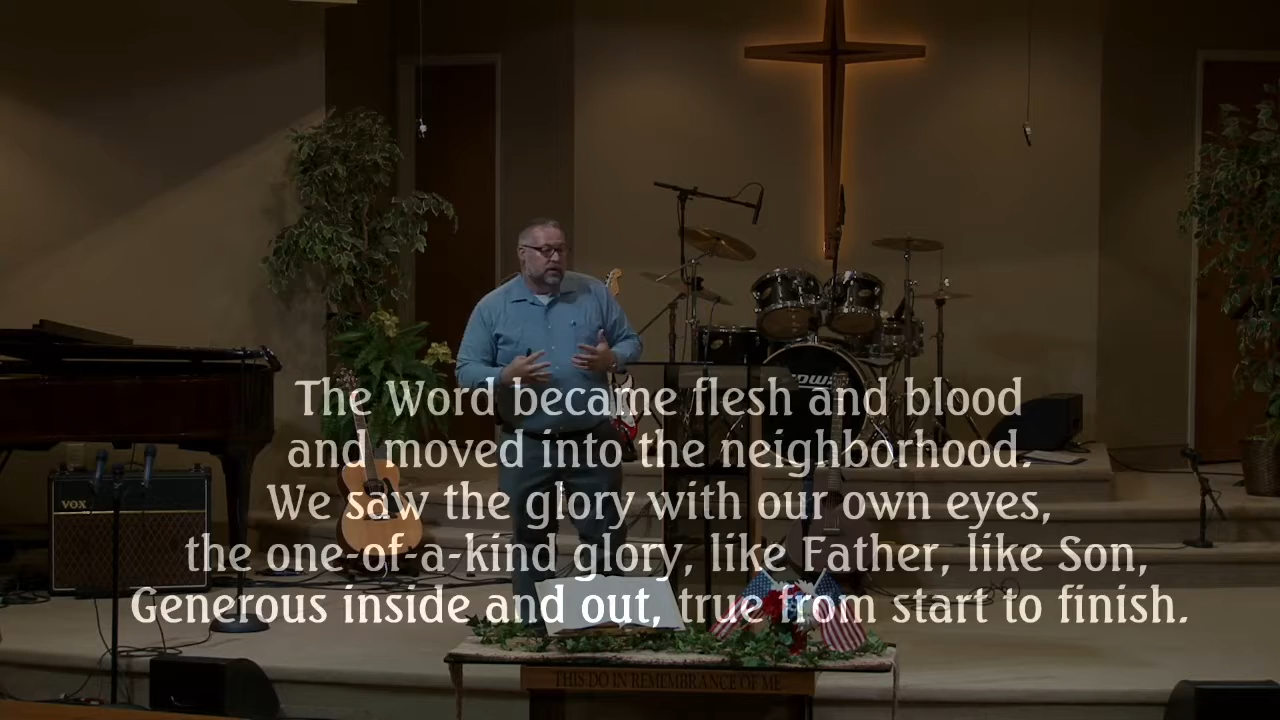 The Word became flesh and blood
and moved into the neighborhood.
We saw the glory with our own eyes,
the one-of-a-kind glory, like Father, like Son,
Generous inside and out, true from start to finish.
VOX
THIS DO IN REMEMBRANCE OF ME